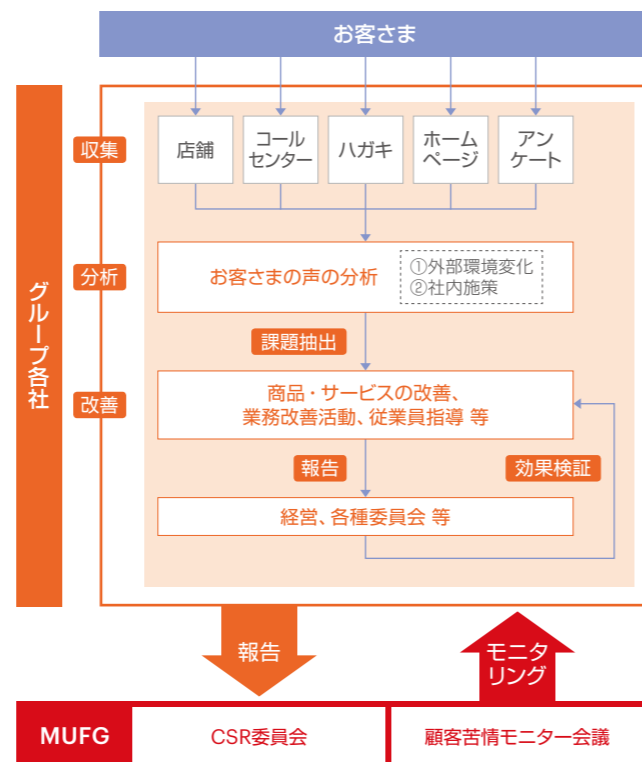 お客さま
グループ各社
収集
店舗
コール
センター
ハガキ
ホーム
ページ
アン
ケート
分析
お客さまの声の分析
①外部環境変化
②社内施策
課題抽出
改善
商品・サービスの改善、
業務改善活動、従業員指導 等
報告
効果検証
経営、各種委員会 等
報告
モニタ
リング
MUFG
CSR委員会
顧客苦情モニター会議